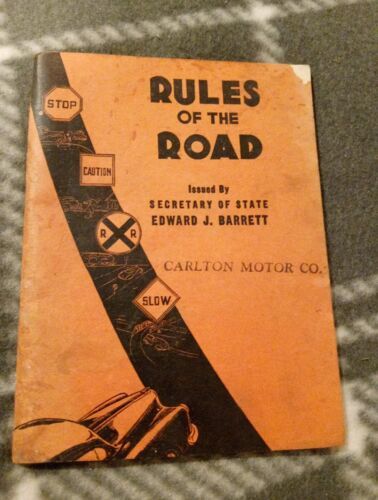 RULES
OF THE
ROAD
Issued By
SECRETARY OF STATE
EDWARD J. BARRETT
CARLTON MOTOR CO.
STOP
CAUTION
R R
SLOW